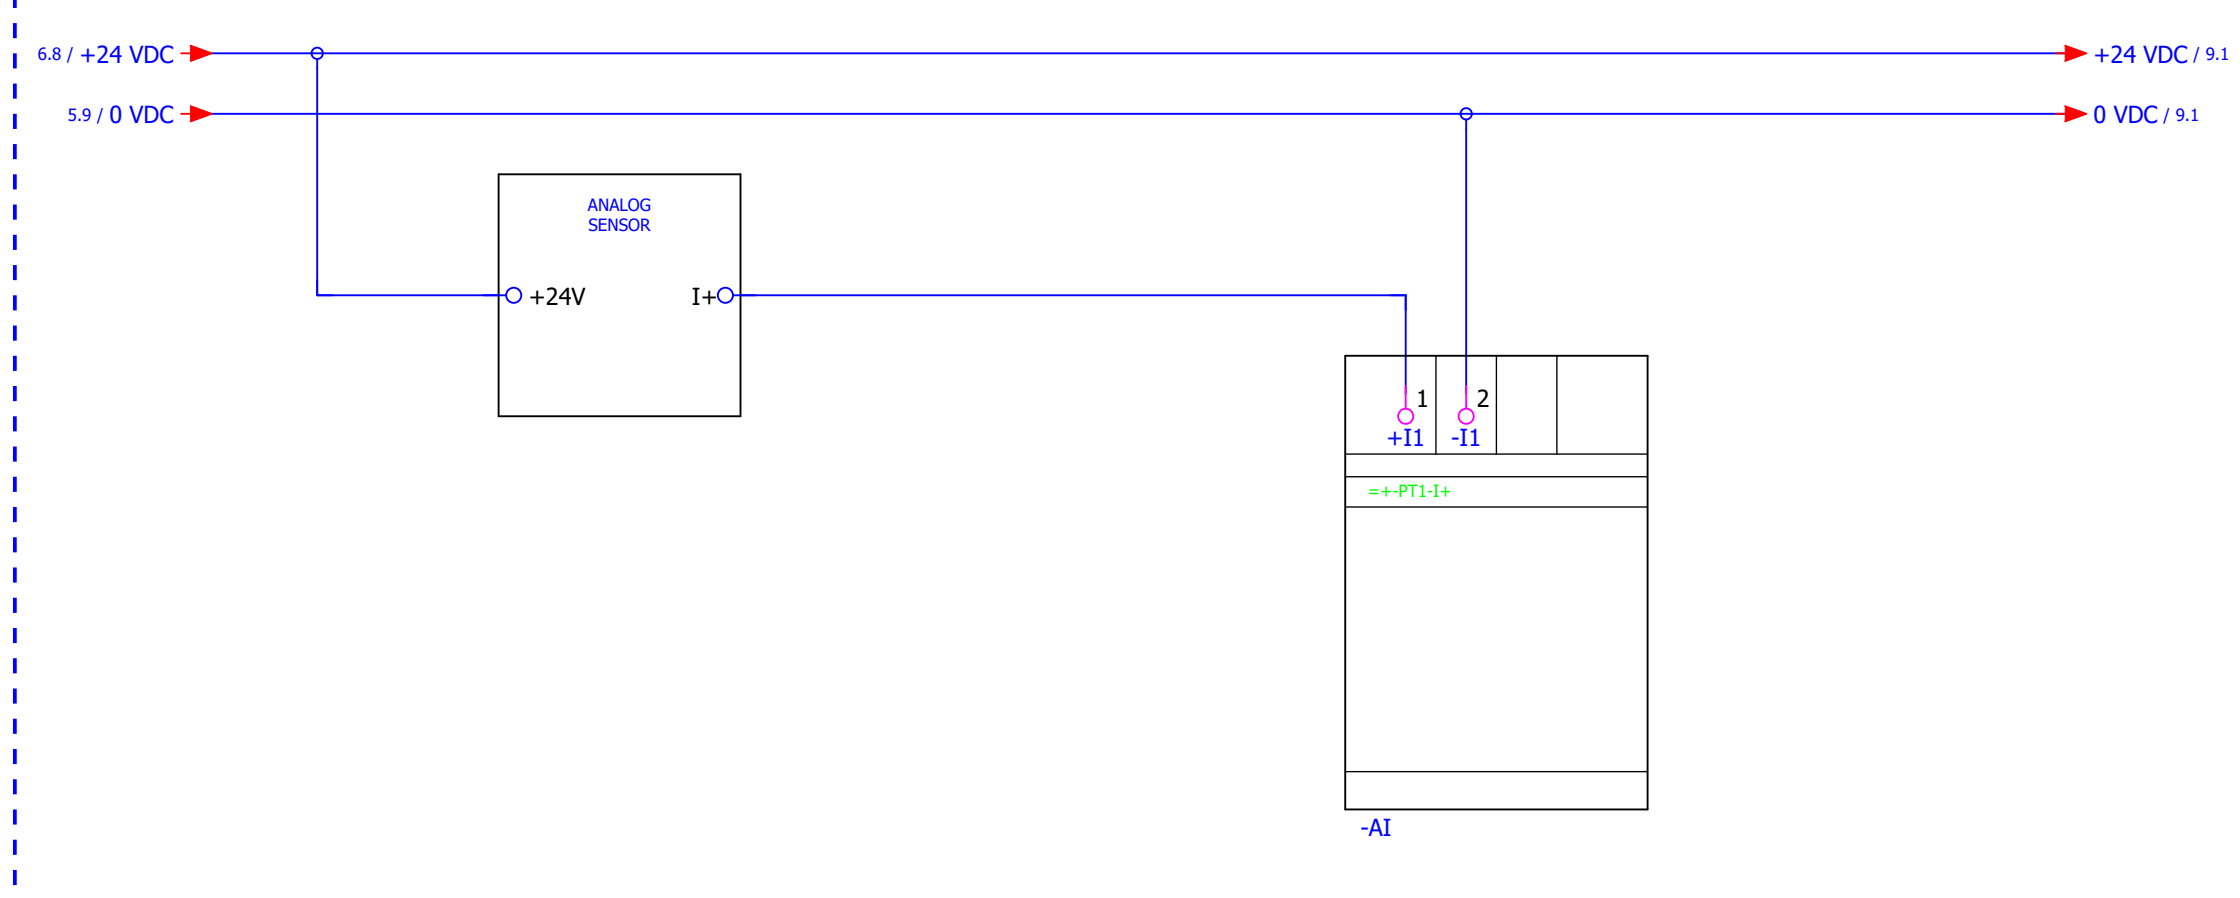 6.8 / +24 VDC
+24 VDC / 9.1
5.9 / 0 VDC
0 VDC / 9.1
ANALOG
SENSOR
+24V
I+
1
2
+I1
-I1
=+-PT1-I+
-AI